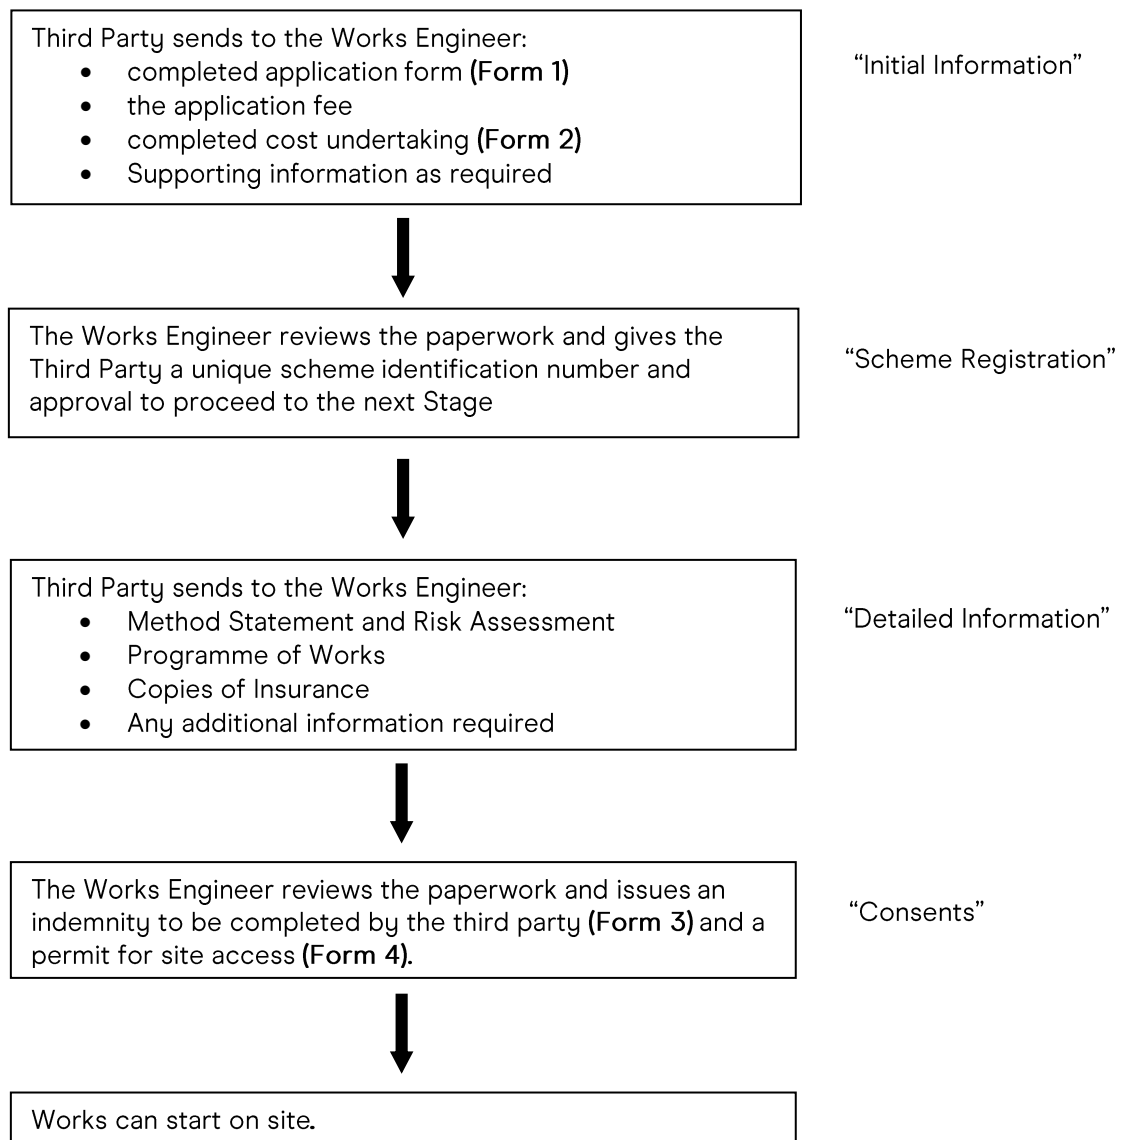 Third Party sends to the Works Engineer:
• completed application form (Form 1)
• the application fee
• completed cost undertaking (Form 2)
• Supporting information as required
“Initial Information”
The Works Engineer reviews the paperwork and gives the
Third Party a unique scheme identification number and
approval to proceed to the next Stage
“Scheme Registration”
Third Party sends to the Works Engineer:
• Method Statement and Risk Assessment
• Programme of Works
• Copies of Insurance
• Any additional information required
“Detailed Information”
The Works Engineer reviews the paperwork and issues an
indemnity to be completed by the third party (Form 3) and a
permit for site access (Form 4).
“Consents”
Works can start on site.